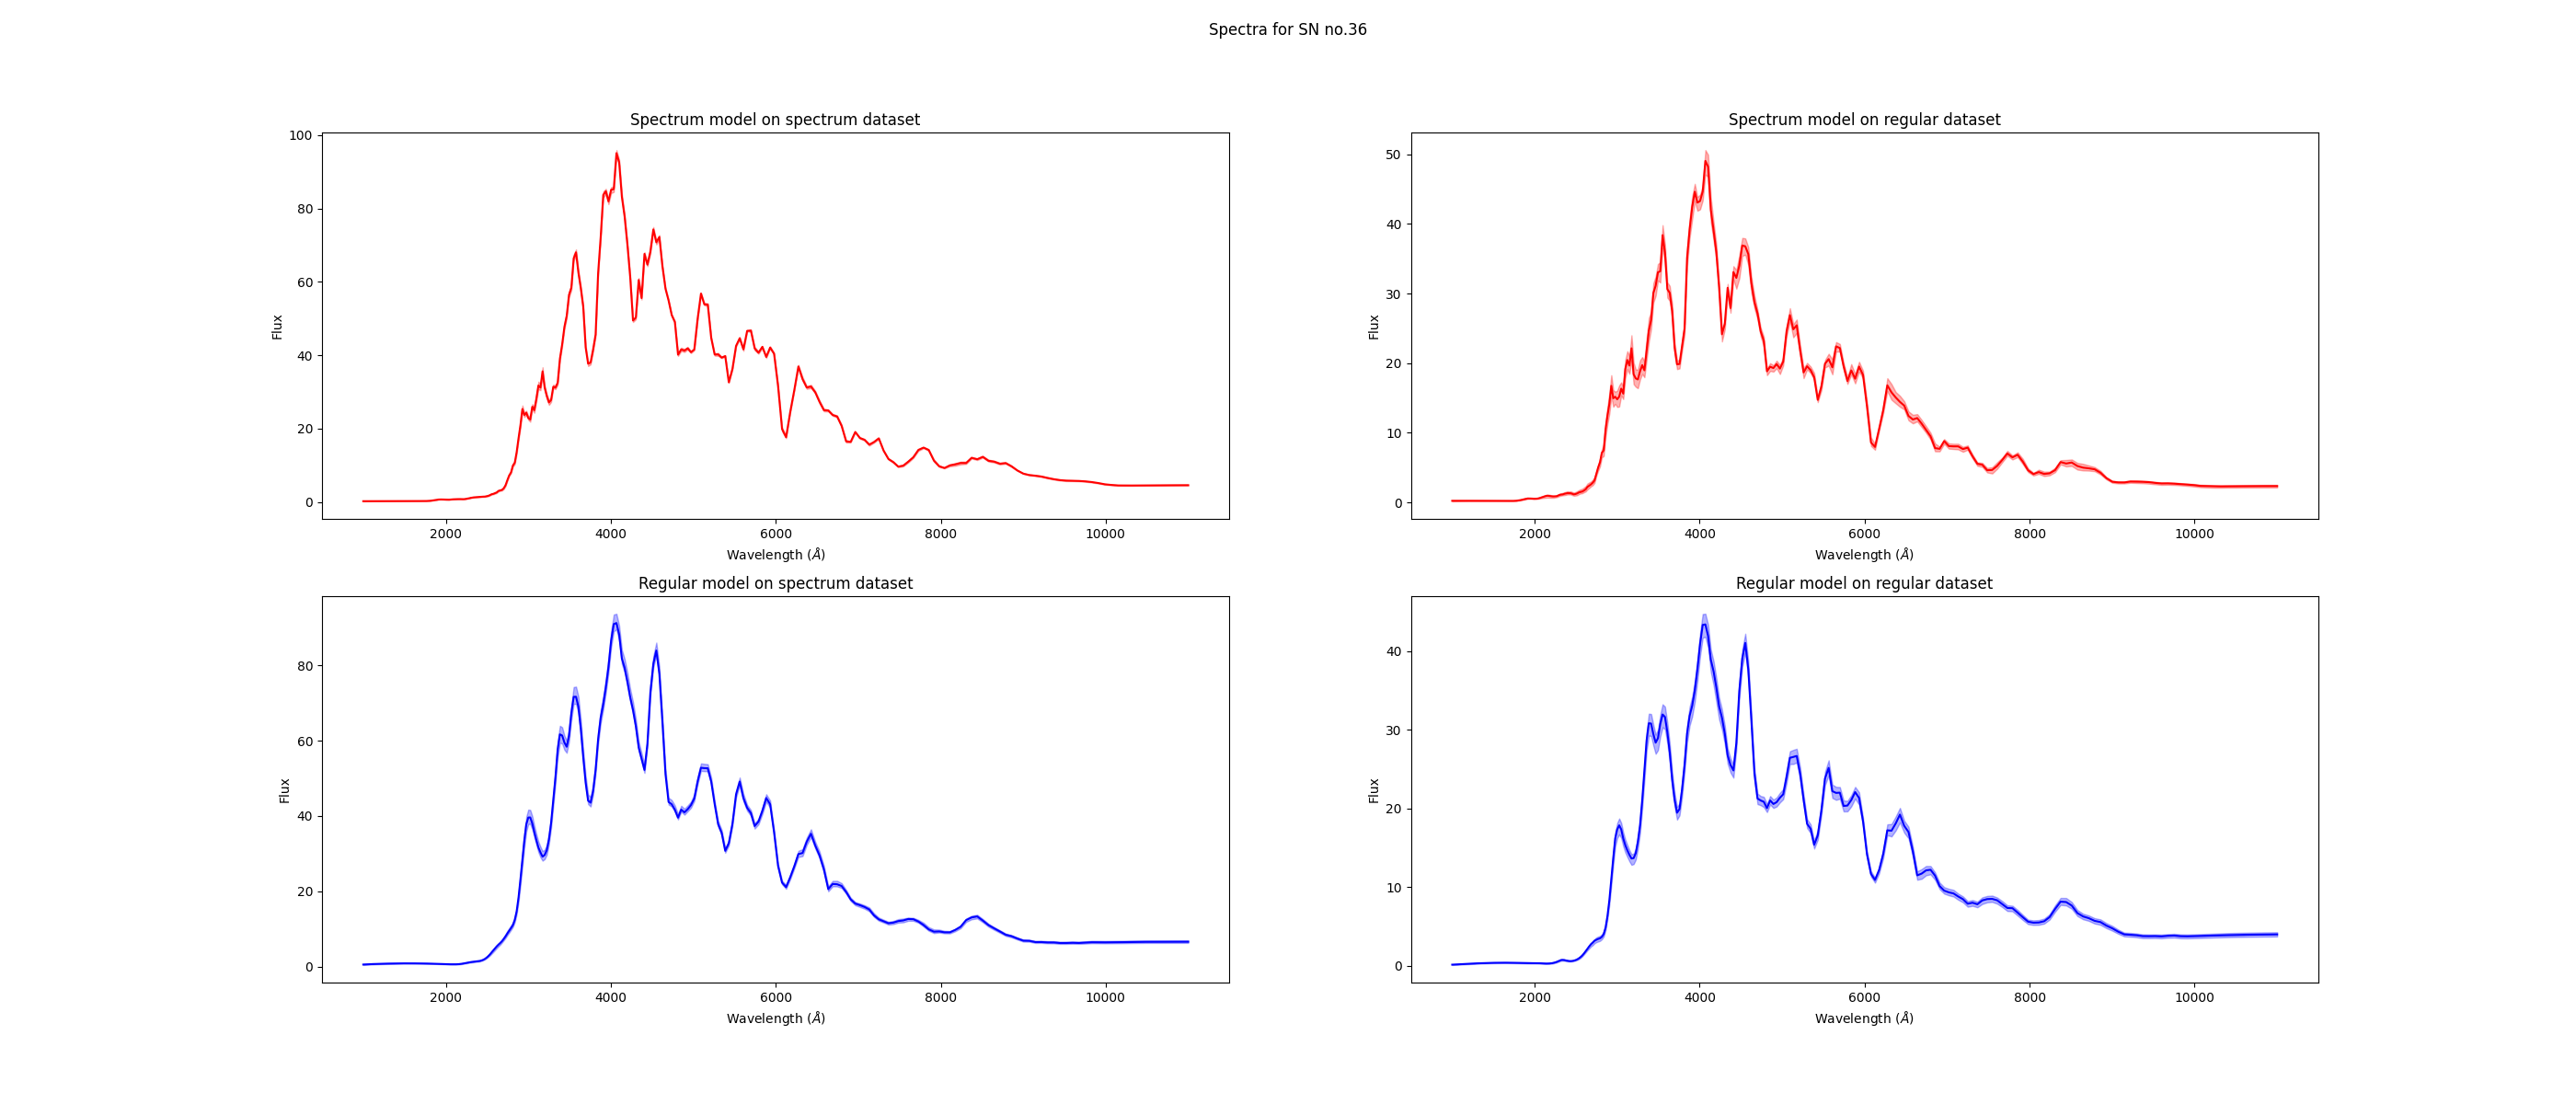 Spectra for SN no.36
Spectrum model on spectrum dataset
100
80
60
40
20
0
Flux
2000 4000 6000 8000 10000
Wavelength (Å)
Spectrum model on regular dataset
50
40
30
20
10
0
Flux
2000 4000 6000 8000 10000
Wavelength (Å)
Regular model on spectrum dataset
80
60
40
20
0
Flux
2000 4000 6000 8000 10000
Wavelength (Å)
Regular model on regular dataset
40
30
20
10
0
Flux
2000 4000 6000 8000 10000
Wavelength (Å)